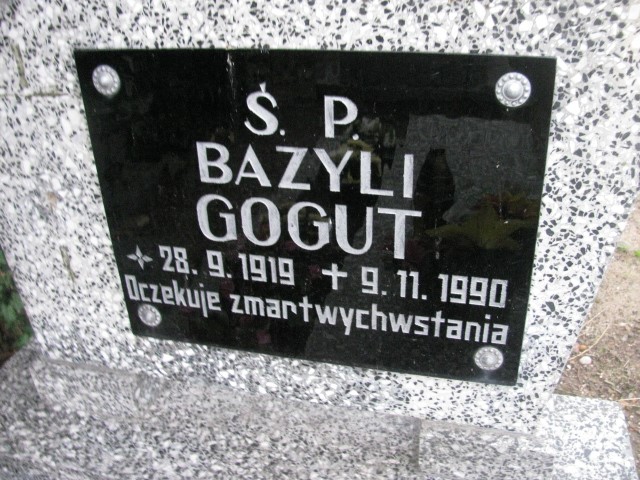 Ś. P.
BAZYLI
GOGUT
28. 9. 1919 + 9. 11. 1990
Oczekuje zmartwychwstania